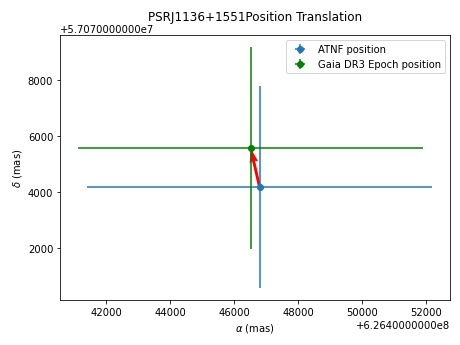 PSRJ1136+1551Position Translation
+5.7070000000e7
ATNF position
Gaia DR3 Epoch position
8000
6000
4000
2000
δ (mas)
42000 44000 46000 48000 50000 52000
α (mas)
+6.2640000000e8